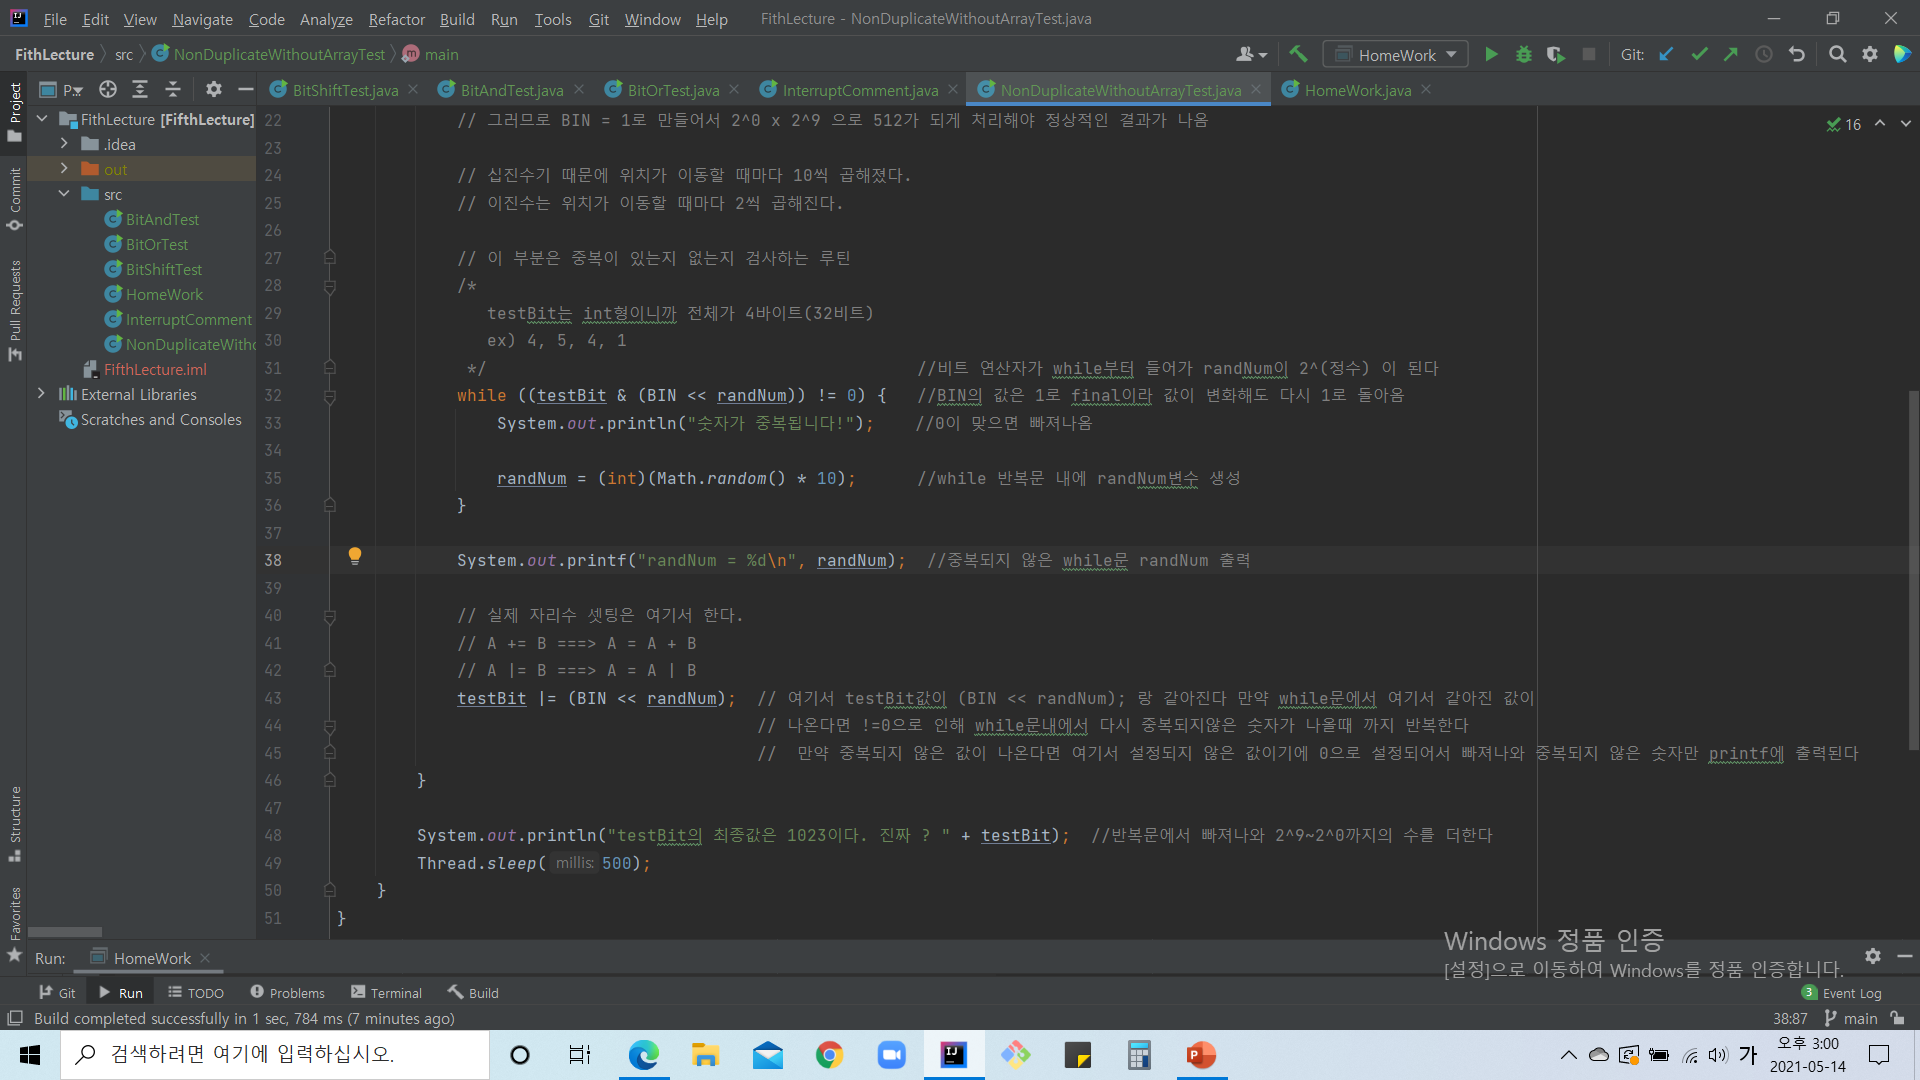 File Edit View Navigate Code Analyze Refactor Build Run Tools Git Window Help FithLecture - NonDuplicateWithoutArrayTest.java
FithLecture src NonDuplicateWithoutArrayTest main HomeWork Git:
P... BitShiftTest.java BitAndTest.java BitOrTest.java InterruptComment.java NonDuplicateWithoutArrayTest.java HomeWork.java
Project
Commit
Pull Requests
Structure
Favorites
FithLecture [FifthLecture]
.idea
out
src
BitAndTest
BitOrTest
BitShiftTest
HomeWork
InterruptComment
NonDuplicateWitho
FifthLecture.iml
External Libraries
Scratches and Consoles
16
22 // 그러므로 BIN = 1로 만들어서 2^0 x 2^9 으로 512가 되게 처리해야 정상적인 결과가 나옴
23
24 // 십진수기 때문에 위치가 이동할 때마다 10씩 곱해졌다.
25 // 이진수는 위치가 이동할 때마다 2씩 곱해진다.
26
27 // 이 부분은 중복이 있는지 없는지 검사하는 루틴
28 /*
29 testBit는 int형이니까 전체가 4바이트(32비트)
30 ex) 4, 5, 4, 1
31 */ //비트 연산자가 while부터 들어가 randNum이 2^(정수) 이 된다
32 while ((testBit & (BIN << randNum)) != 0) { //BIN의 값은 1로 final이라 값이 변화해도 다시 1로 돌아옴
33 System.out.println("숫자가 중복됩니다!"); //0이 맞으면 빠져나옴
34
35 randNum = (int)(Math.random() * 10); //while 반복문 내에 randNum변수 생성
36 }
37
38 System.out.printf("randNum = %d\n", randNum); //중복되지 않은 while문 randNum 출력
39
40 // 실제 자리수 셋팅은 여기서 한다.
41 // A += B ===> A = A + B
42 // A |= B ===> A = A | B
43 testBit |= (BIN << randNum); // 여기서 testBit값이 (BIN << randNum); 랑 같아진다 만약 while문에서 여기서 같아진 값이
44 // 나온다면 !=0으로 인해 while문내에서 다시 중복되지않은 숫자가 나올때 까지 반복한다
45 // 만약 중복되지 않은 값이 나온다면 여기서 설정되지 않은 값이기에 0으로 설정되어서 빠져나와 중복되지 않은 숫자만 printf에 출력된다
46 }
47
48 System.out.println("testBit의 최종값은 1023이다. 진짜 ? " + testBit); //반복문에서 빠져나와 2^9~2^0까지의 수를 더한다
49 Thread.sleep( millis: 500);
50 }
51 }
Windows 정품 인증
[설정]으로 이동하여 Windows를 정품 인증합니다.
Run: HomeWork
Git Run TODO Problems Terminal Build 3 Event Log
Build completed successfully in 1 sec, 784 ms (7 minutes ago) 38:87 main
검색하려면 여기에 입력하십시오.
가
오후 3:00
2021-05-14